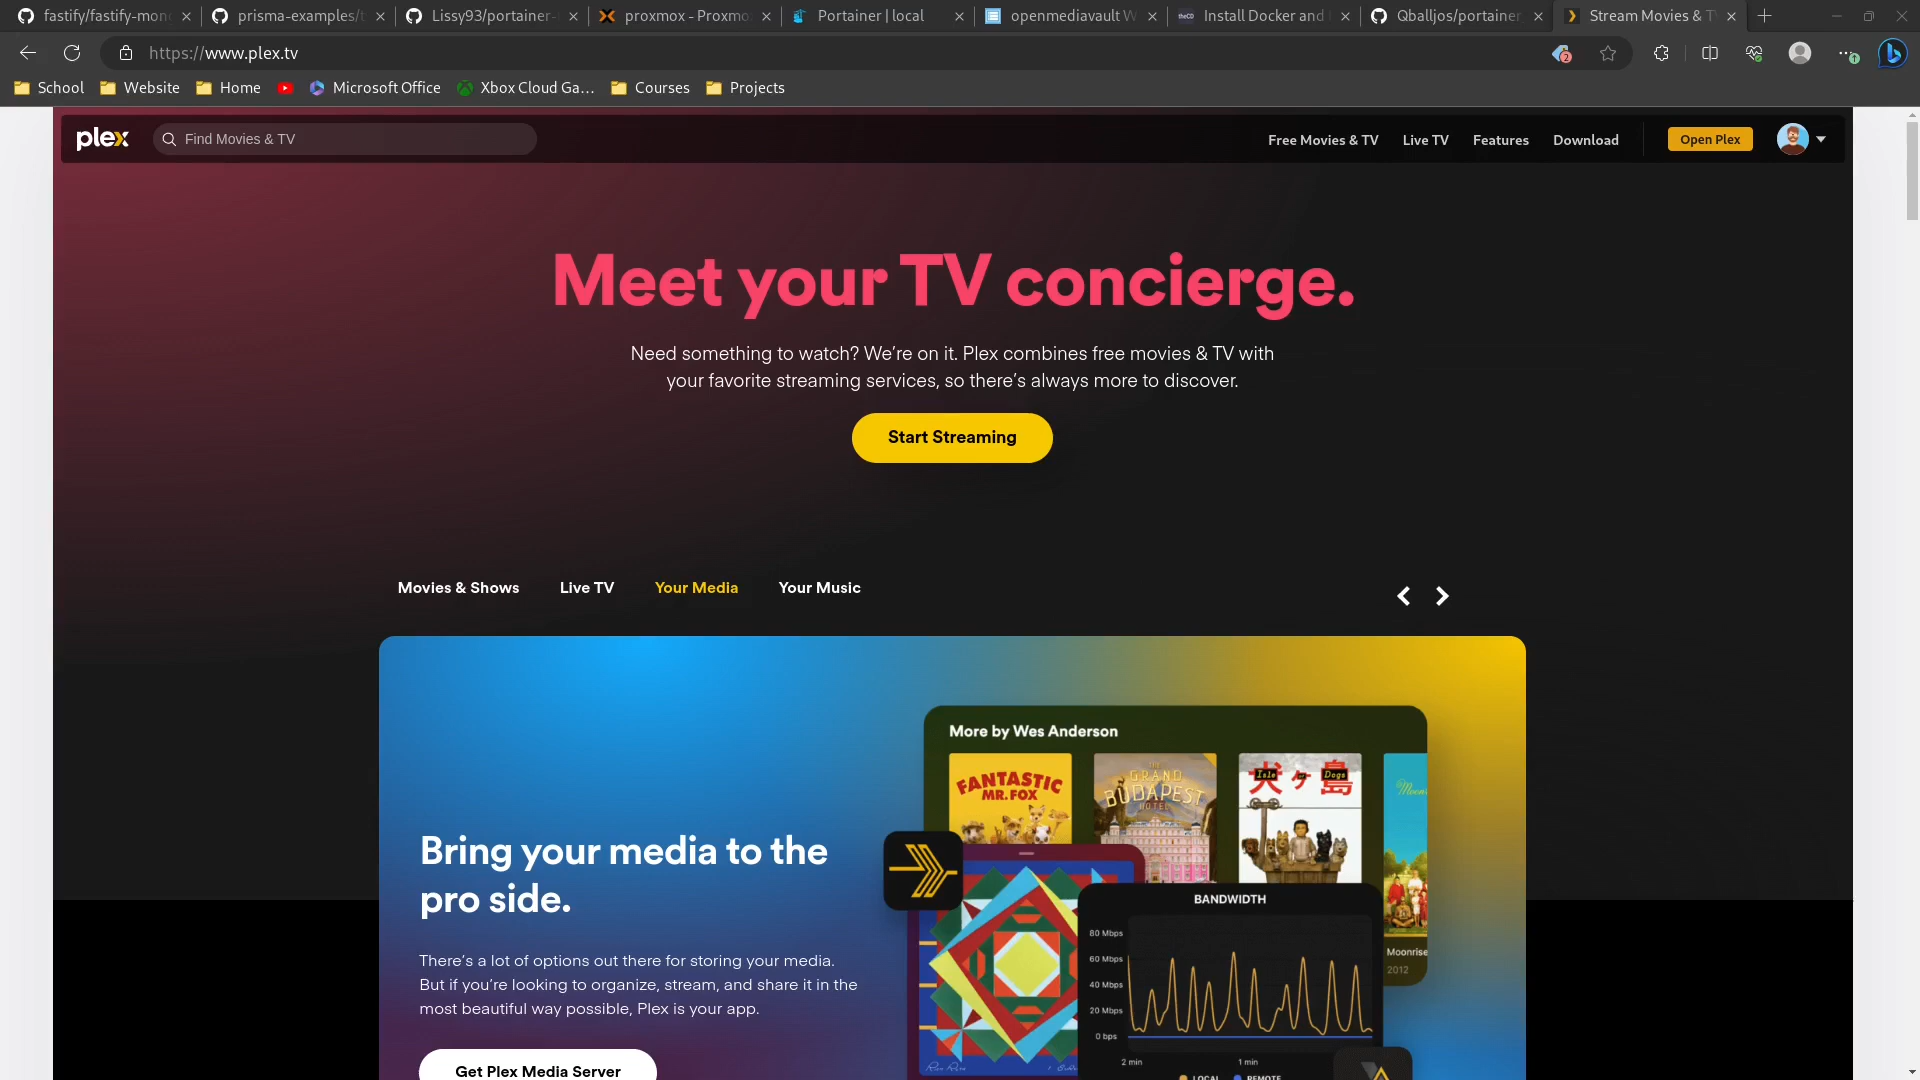 fastify/fastify-mon
prisma-examples/t
Lissy93/portainer-
proxmox - Proxmo
Portainer | local
openmediavault W
Install Docker and
Qballjos/portainer
Stream Movies & T
https://www.plex.tv
2
School
Website
Home
Microsoft Office
Xbox Cloud Ga...
Courses
Projects
plex
Find Movies & TV
Free Movies & TV
Live TV
Features
Download
Open Plex
Meet your TV concierge.
Need something to watch? We're on it. Plex combines free movies & TV with
your favorite streaming services, so there's always more to discover.
Start Streaming
Movies & Shows
Live TV
Your Media
Your Music
Bring your media to the
pro side.
There's a lot of options out there for storing your media.
But if you're looking to organize, stream, and share it in the
most beautiful way possible, Plex is your app.
Get Plex Media Server
More by Wes Anderson
FANTASTIC
MR. FOX
THE
GRAND
BUDAPEST
HOTEL
犬ヶ島
Isle of Dogs
Moonrise
2012
BANDWIDTH
80 Mbps
60 Mbps
40 Mbps
20 Mbps
0 bps
2 min
1 min
LOCAL
REMOTE